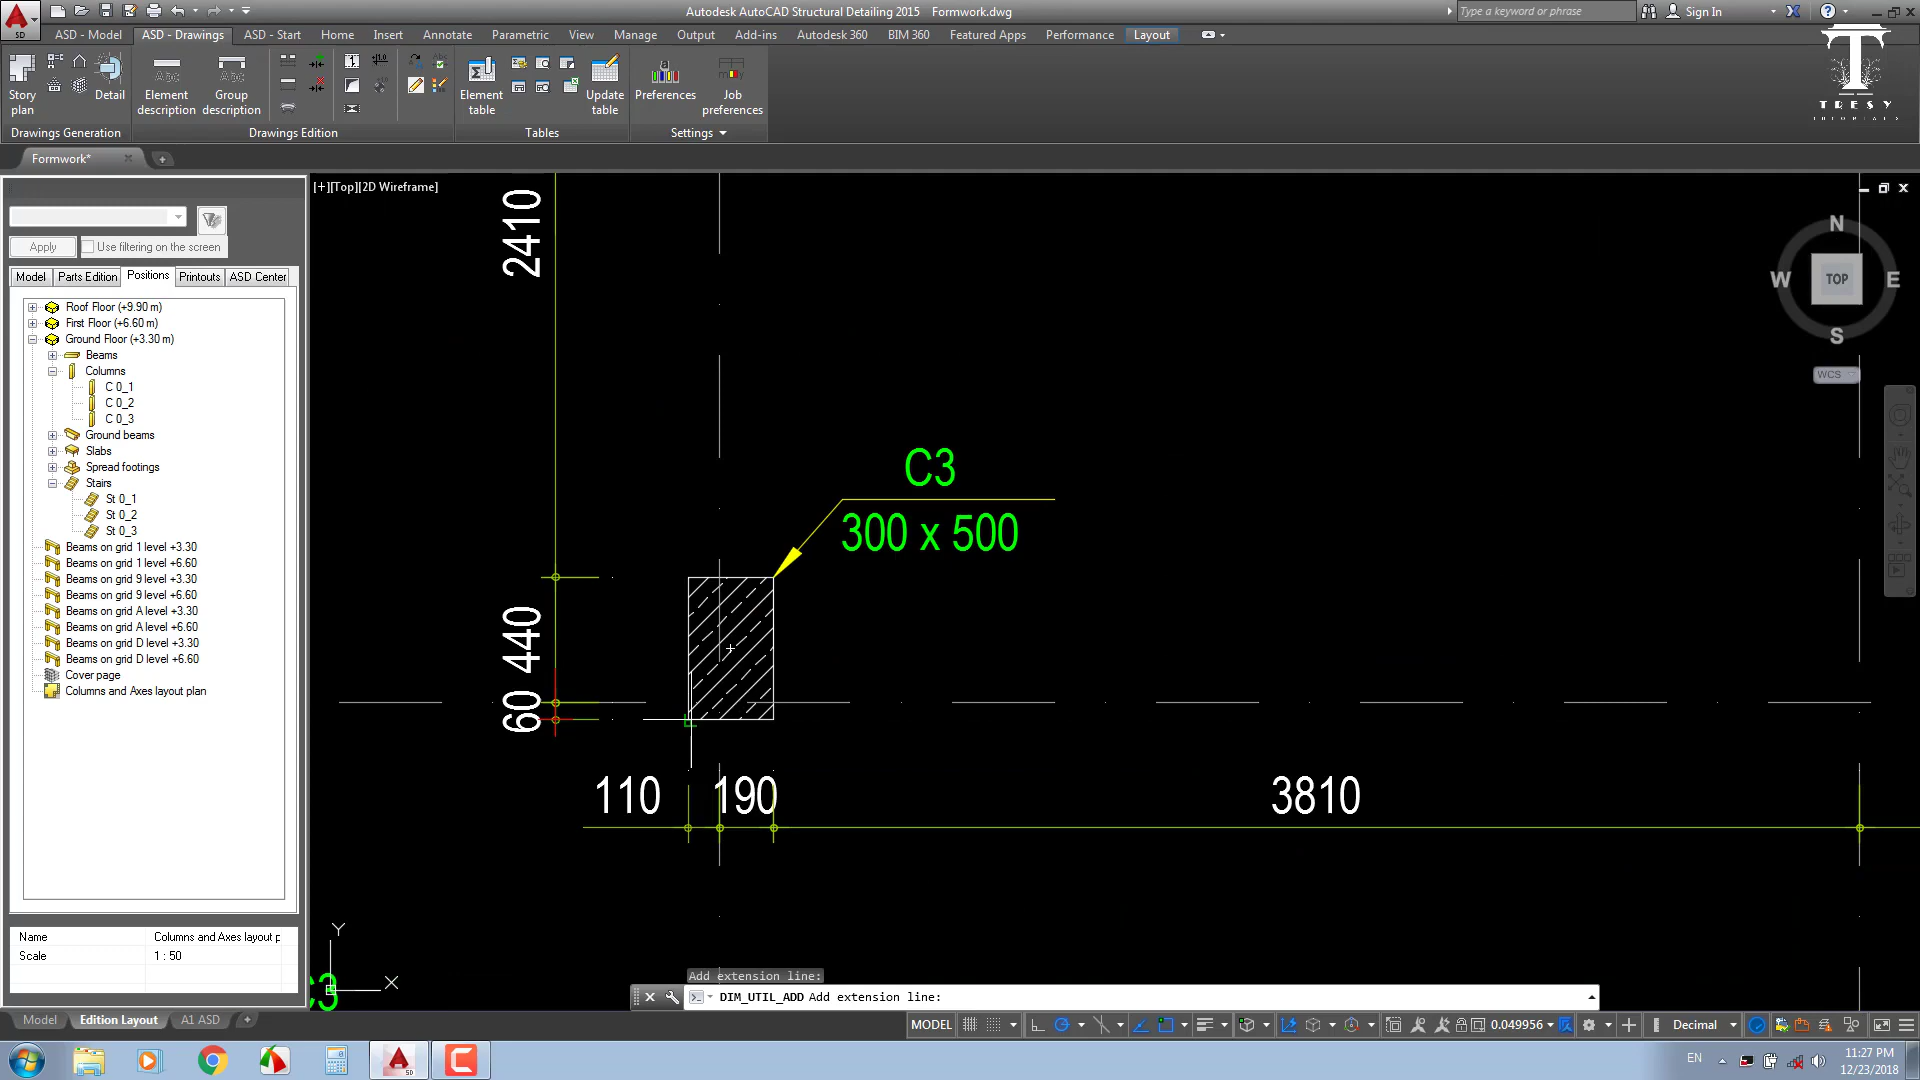 Autodesk AutoCAD Structural Detailing 2015 Formwork.dwg
Type a keyword or phrase
Sign In
SD
ASD - Model
ASD - Drawings
ASD - Start
Home
Insert
Annotate
Parametric
View
Manage
Output
Add-ins
Autodesk 360
BIM 360
Featured Apps
Performance
Layout
Story plan
Detail
Element description
Group description
Element table
Update table
Preferences
Job preferences
Drawings Generation
Drawings Edition
Tables
Settings
TRESY
Formwork*
[+][Top][2D Wireframe]
Apply
Use filtering on the screen
Model
Parts Edition
Positions
Printouts
ASD Center
Roof Floor (+9.90 m)
First Floor (+6.60 m)
Ground Floor (+3.30 m)
Beams
Columns
C 0_1
C 0_2
C 0_3
Ground beams
Slabs
Spread footings
Stairs
St 0_1
St 0_2
St 0_3
Beams on grid 1 level +3.30
Beams on grid 1 level +6.60
Beams on grid 9 level +3.30
Beams on grid 9 level +6.60
Beams on grid A level +3.30
Beams on grid A level +6.60
Beams on grid D level +3.30
Beams on grid D level +6.60
Cover page
Columns and Axes layout plan
Name Columns and Axes layout p
Scale 1 : 50
2410
440
60
C3
300 x 500
110
190
3810
N
W
TOP
E
S
WCS
Y
X
C3
Add extension line:
DIM_UTIL_ADD Add extension line:
Model
Edition Layout
A1 ASD
MODEL
0.049956
Decimal
EN
11:27 PM
12/23/2018